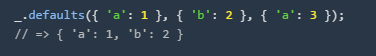 _.defaults({ 'a': 1 }, { 'b': 2 }, { 'a': 3 });
// => { 'a': 1, 'b': 2 }